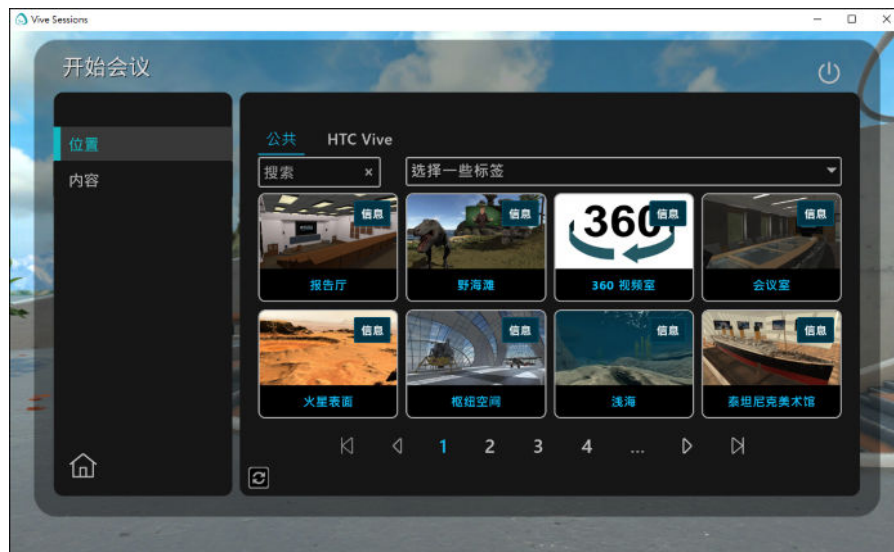 Vive Sessions
开始会议
位置
内容
公共 HTC Vive
搜索 × 选择一些标签
信息 信息 360 信息 信息
报告厅 野海滩 360 视频室 会议室
信息 信息 信息 信息
火星表面 枢纽空间 浅海 泰坦尼克美术馆
1 2 3 4 ...